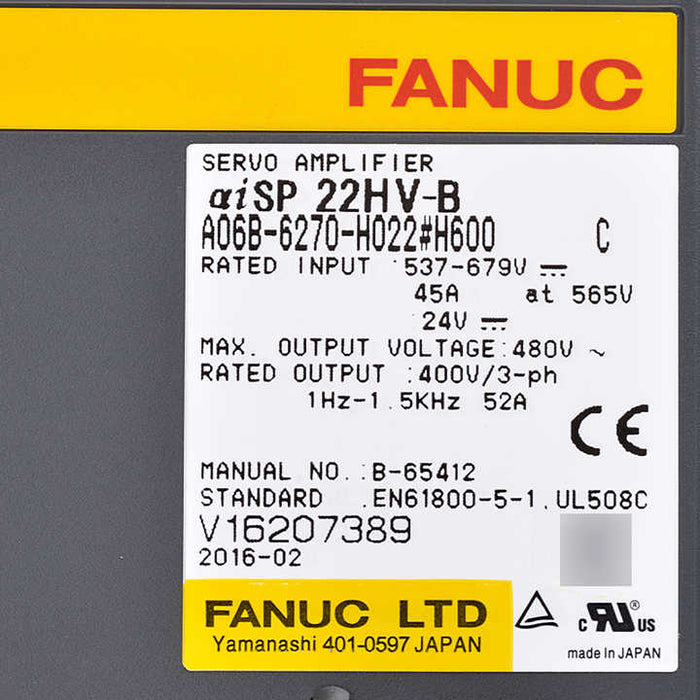 FANUC
SERVO AMPLIFIER
αiSP 22HV-B
A06B-6270-H022#H600 C
RATED INPUT :537-679V ⎓
45A at 565V
24V ⎓
MAX. OUTPUT VOLTAGE:480V ~
RATED OUTPUT :400V/3-ph
1Hz-1.5KHz 52A
CE
MANUAL NO. :B-65412
STANDARD :EN61800-5-1,UL508C
V16207389
2016-02
FANUC LTD
Yamanashi 401-0597 JAPAN
c RU® US
made in JAPAN